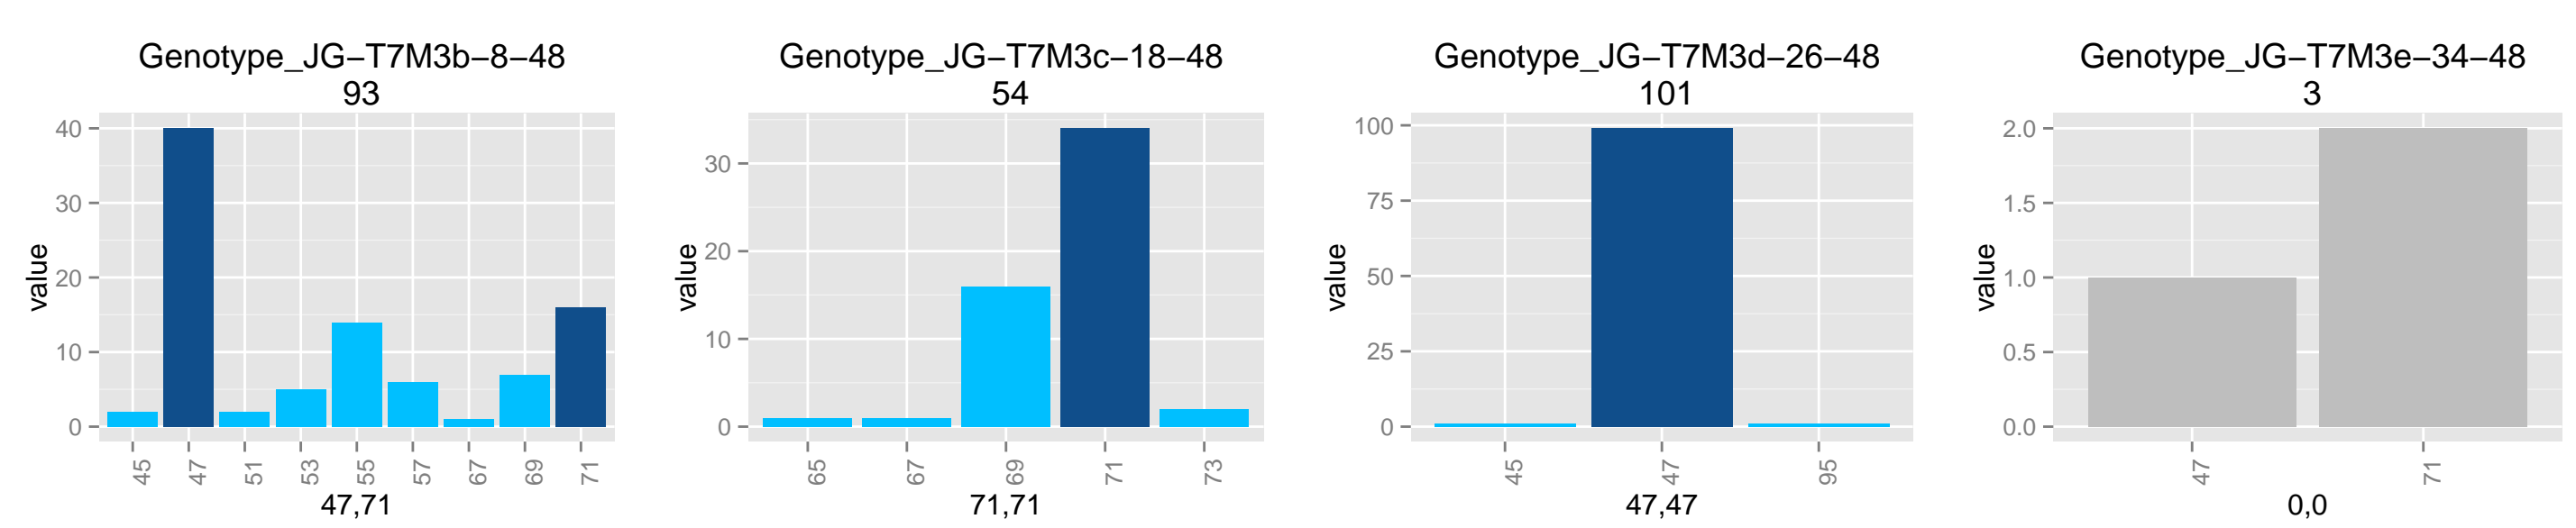 Genotype_JG−T7M3b−8−48
93
value
40
30
20
10
0
45 47 51 53 55 57 67 69 71
47,71
Genotype_JG−T7M3c−18−48
54
value
30
20
10
0
65 67 69 71 73
71,71
Genotype_JG−T7M3d−26−48
101
value
100
75
50
25
0
45 47 95
47,47
Genotype_JG−T7M3e−34−48
3
value
2.0
1.5
1.0
0.5
0.0
47 71
0,0